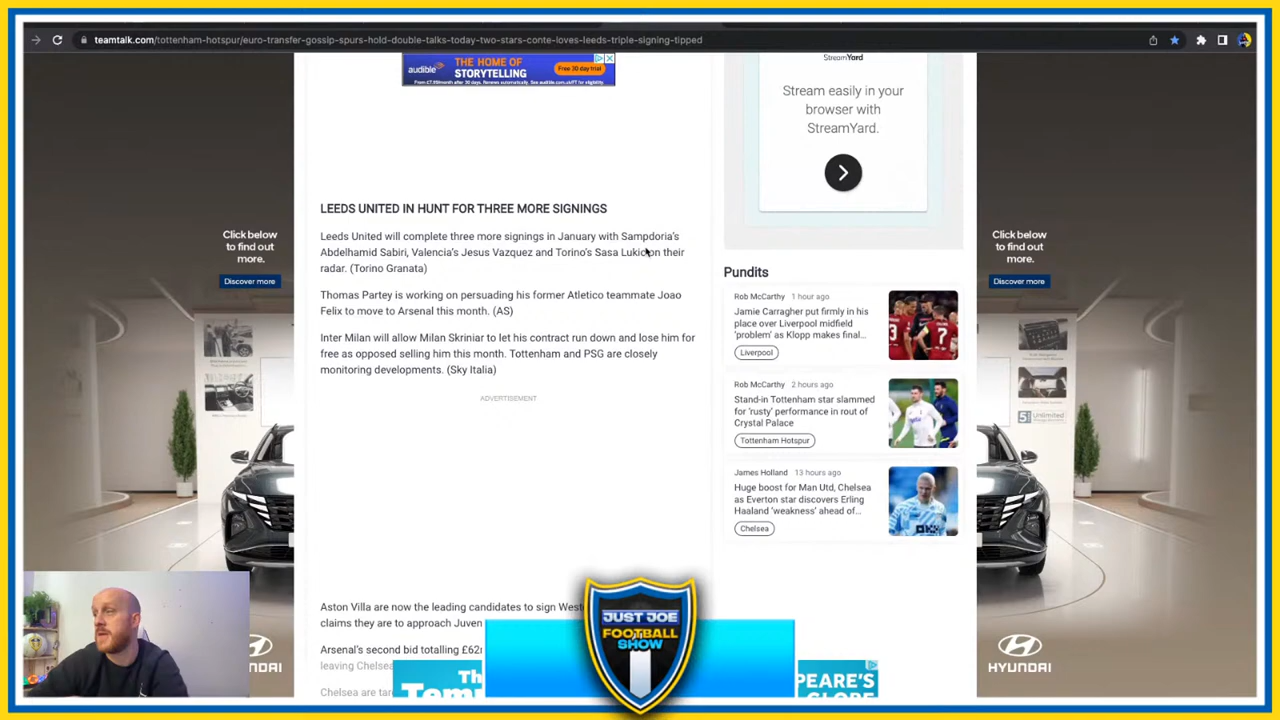 teamtalk.com/tottenham-hotspur/euro-transfer-gossip-spurs-hold-double-talks-today-two-stars-conte-loves-leeds-triple-signing-tipped
audible
THE HOME OF
STORYTELLING
Free 30 day trial
StreamYard
Stream easily in your
browser with
StreamYard.
LEEDS UNITED IN HUNT FOR THREE MORE SIGNINGS
Leeds United will complete three more signings in January with Sampdoria's
Abdelhamid Sabiri, Valencia's Jesus Vazquez and Torino's Sasa Lukic on their
radar. (Torino Granata)
Thomas Partey is working on persuading his former Atletico teammate Joao
Felix to move to Arsenal this month. (AS)
Inter Milan will allow Milan Skriniar to let his contract run down and lose him for
free as opposed selling him this month. Tottenham and PSG are closely
monitoring developments. (Sky Italia)
ADVERTISEMENT
Aston Villa are now the leading candidates to sign
claims they are to approach
Arsenal's second bid totalling
leaving
Chelsea are
Click below
to find out
more.
Discover more
HYUNDAI
Pundits
Rob McCarthy 1 hour ago
Jamie Carragher put firmly in his
place over Liverpool midfield
'problem' as Klopp makes final...
Liverpool
Rob McCarthy 2 hours ago
Stand-in Tottenham star slammed
for 'rusty' performance in rout of
Crystal Palace
Tottenham Hotspur
James Holland 13 hours ago
Huge boost for Man Utd, Chelsea
as Everton star discovers Erling
Haaland 'weakness' ahead of...
Chelsea
Click below
to find out
more.
Discover more
Unlimited
HYUNDAI
JUST JOE
FOOTBALL
SHOW